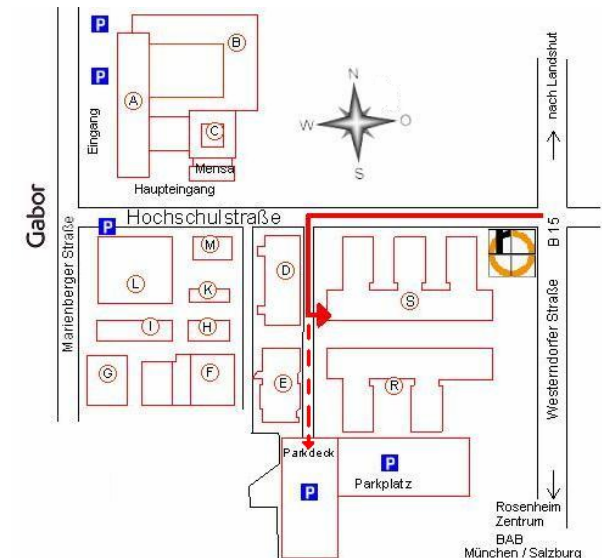 P
B
N
nach Landshut
P
A
Eingang
C
W
O
Mensa
S
Haupteingang
Gabor
Hochschulstraße
B 15
Marienberger Straße
P
M
D
r
L
K
S
I
H
Westerndorfer Straße
G
F
E
R
Parkdeck
P
P
Parkplatz
Rosenheim
Zentrum
BAB
München / Salzburg